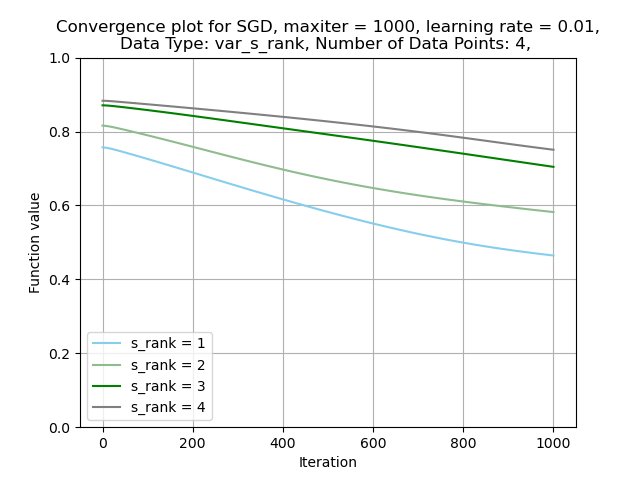 Convergence plot for SGD, maxiter = 1000, learning rate = 0.01,
Data Type: var_s_rank, Number of Data Points: 4,
1.0
0.8
0.6
0.4
0.2
0.0
Function value
s_rank = 1
s_rank = 2
s_rank = 3
s_rank = 4
0 200 400 600 800 1000
Iteration